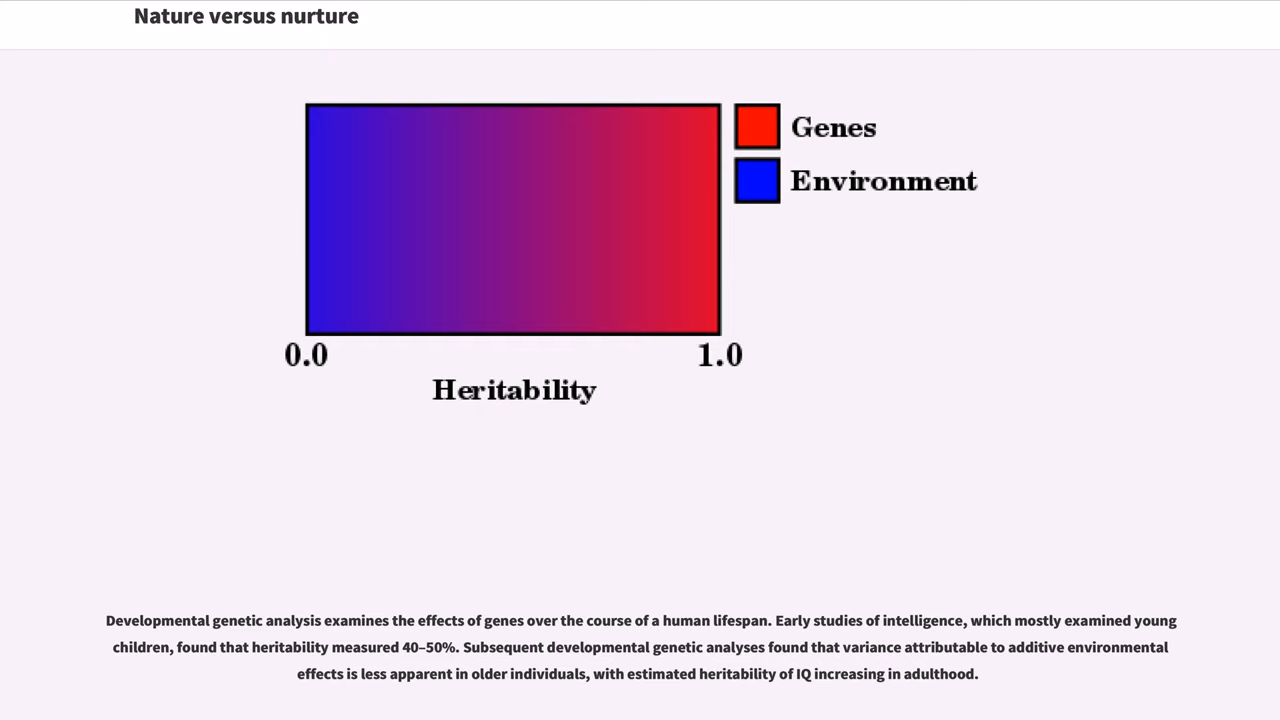 Nature versus nurture
Genes
Environment
0.0
1.0
Heritability
Developmental genetic analysis examines the effects of genes over the course of a human lifespan. Early studies of intelligence, which mostly examined young
children, found that heritability measured 40–50%. Subsequent developmental genetic analyses found that variance attributable to additive environmental
effects is less apparent in older individuals, with estimated heritability of IQ increasing in adulthood.